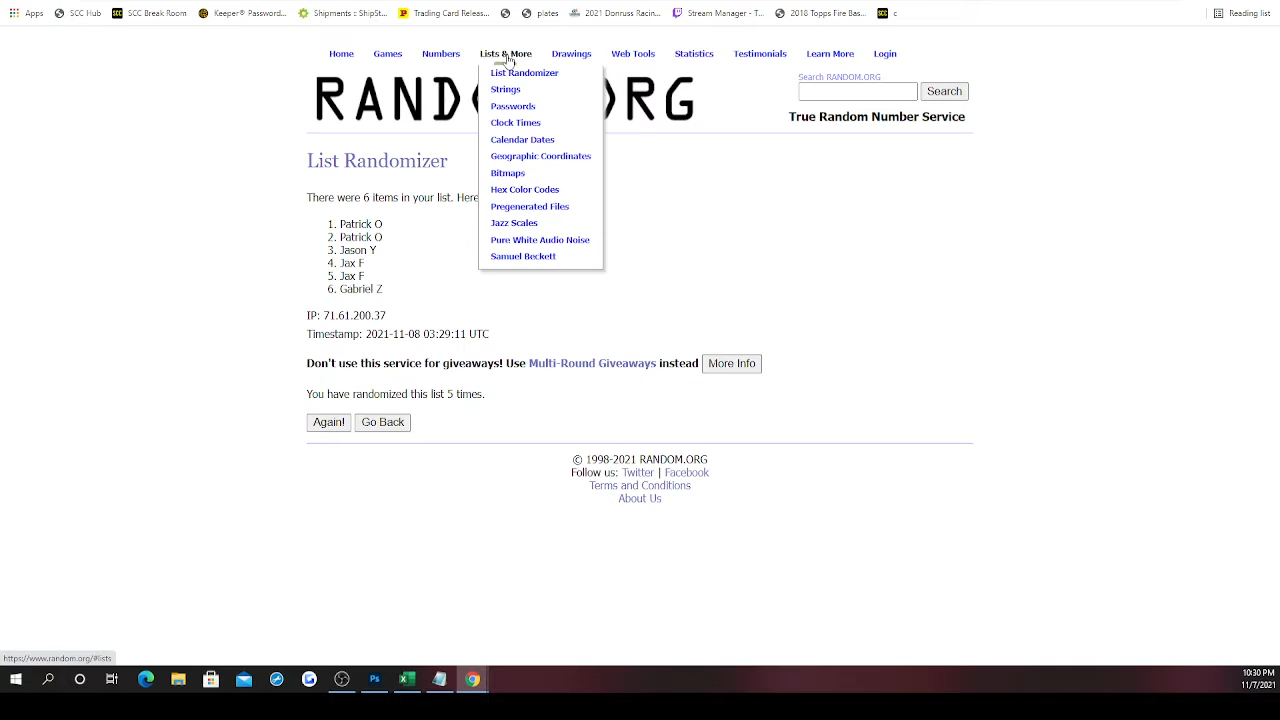 Apps SCC Hub SCC Break Room Keeper® Password... Shipments :: ShipSt... Trading Card Releas... plates 2021 Donruss Racin... Stream Manager - T... 2018 Topps Fire Bas... c Reading list
Home Games Numbers Lists & More Drawings Web Tools Statistics Testimonials Learn More Login
List Randomizer
Strings
Passwords
Clock Times
Calendar Dates
Geographic Coordinates
Bitmaps
Hex Color Codes
Pregenerated Files
Jazz Scales
Pure White Audio Noise
Samuel Beckett
RAND RG
Search RANDOM.ORG
Search
True Random Number Service
List Randomizer
There were 6 items in your list. Here
1. Patrick O
2. Patrick O
3. Jason Y
4. Jax F
5. Jax F
6. Gabriel Z
IP: 71.61.200.37
Timestamp: 2021-11-08 03:29:11 UTC
Don't use this service for giveaways! Use Multi-Round Giveaways instead More Info
You have randomized this list 5 times.
Again! Go Back
© 1998-2021 RANDOM.ORG
Follow us: Twitter | Facebook
Terms and Conditions
About Us
https://www.random.org/#lists
10:30 PM
11/7/2021